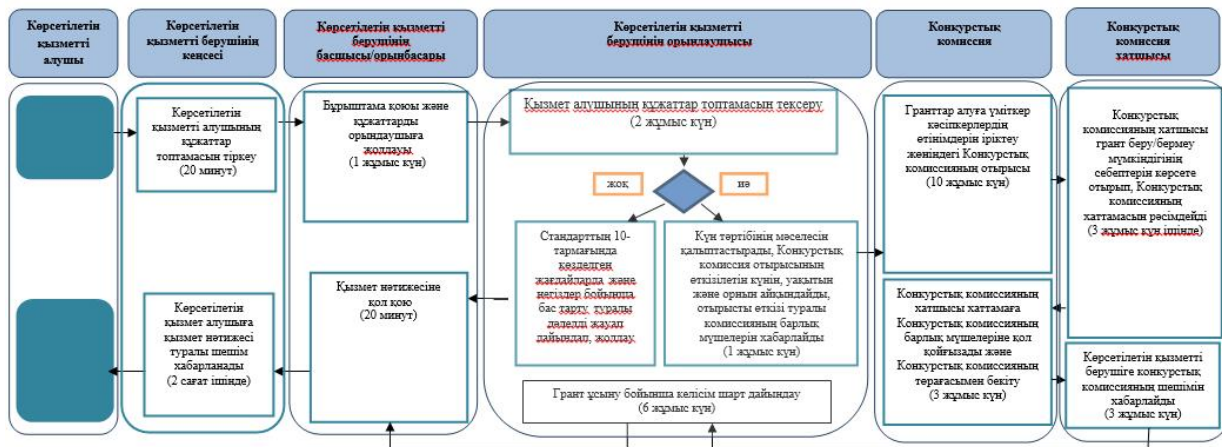 Көрсетілетін
қызметті
алушы
Көрсетілетін
қызметті берушінің
кеңсесі
Көрсетілетін қызметті
берушінің
басшысы/орынбасары
Көрсетілетін қызметті
берушінің орындаушысы
Конкурстық
комиссия
Конкурстық
комиссия
хатшысы
Көрсетілетін
қызметті алушының
құжаттар
топтамасын тіркеу
(20 минут)
Бұрыштама қоюы және
құжаттарды
орындаушыға
жоллауы
(1 жұмыс күн)
Қызмет алушының құжаттар топтамасын тексеру
(2 жұмыс күн)
жоқ
иә
Стандарттың 10-
тармағында
көзделген
жағдайларда және
негіздер бойынша
бас тарту туралы
дәлелді жауап
дайындап, жолдау
Күн тәртібінің мәселесін
қалыптастырады, Конкурстық
комиссия отырысының
өткізілетін күнін, уақытын
және орнын айқындайды,
отырысты өткізі туралы
комиссияның барлық
мүшелерін хабарлайды
(1 жұмыс күн)
Грант ұсыну бойынша келісім шарт дайындау
(6 жұмыс күн)
Гранттар алуға үміткер
кәсіпкерлердің
өтінімдерін іріктеу
жөніндегі Конкурстық
комиссияның отырысы
(10 жұмыс күн)
Конкурстық
комиссияның хатшысы
грант беру/бермеу
мүмкіндігінің
себептерін көрсете
отырып, Конкурстық
комиссияның
хаттамасын рәсімдейді
(3 жұмыс күн ішінде)
Көрсетілетін
қызмет алушыға
қызмет нәтижесі
туралы шешім
хабарланады
(2 сағат ішінде)
Қызмет нәтижесіне
қол қою
(20 минут)
Конкурстық комиссияның
хатшысы хаттамаға
Конкурстық комиссияның
барлық мүшелеріне қол
қойғызады және
Конкурстық комиссияның
төрағасымен бекіту
(3 жұмыс күн)
Көрсетілетін қызметті
берушіге конкурстық
комиссияның шешімін
хабарлайды
(3 жұмыс күн)